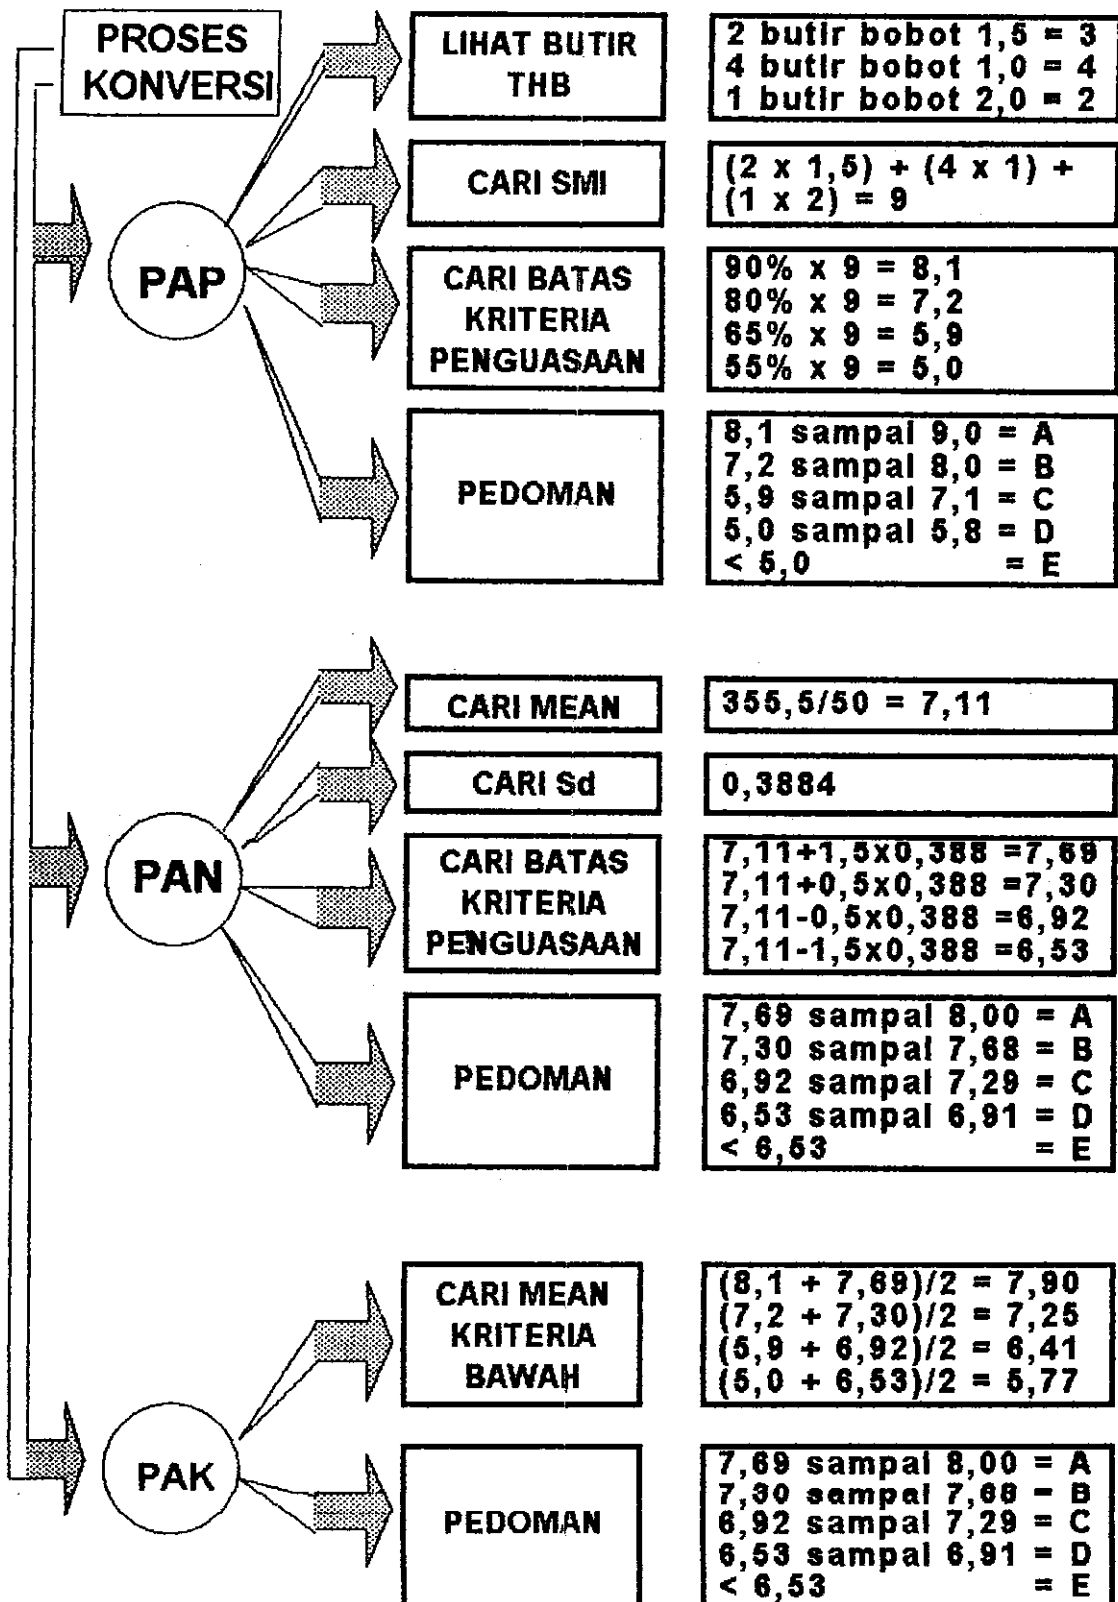 PROSES
KONVERSI
PAP
LIHAT BUTIR
THB
2 butir bobot 1,5 = 3
4 butir bobot 1,0 = 4
1 butir bobot 2,0 = 2
CARI SMI
(2 x 1,5) + (4 x 1) +
(1 x 2) = 9
CARI BATAS
KRITERIA
PENGUASAAN
90% x 9 = 8,1
80% x 9 = 7,2
65% x 9 = 5,9
55% x 9 = 5,0
PEDOMAN
8,1 sampai 9,0 = A
7,2 sampai 8,0 = B
5,9 sampai 7,1 = C
5,0 sampai 5,8 = D
< 5,0 = E
PAN
CARI MEAN
355,5/50 = 7,11
CARI Sd
0,3884
CARI BATAS
KRITERIA
PENGUASAAN
7,11+1,5x0,388 =7,69
7,11+0,5x0,388 =7,30
7,11-0,5x0,388 =6,92
7,11-1,5x0,388 =6,53
PEDOMAN
7,69 sampai 8,00 = A
7,30 sampai 7,68 = B
6,92 sampai 7,29 = C
6,53 sampai 6,91 = D
< 6,53 = E
PAK
CARI MEAN
KRITERIA
BAWAH
(8,1 + 7,69)/2 = 7,90
(7,2 + 7,30)/2 = 7,25
(5,9 + 6,92)/2 = 6,41
(5,0 + 6,53)/2 = 5,77
PEDOMAN
7,69 sampai 8,00 = A
7,30 sampai 7,68 = B
6,92 sampai 7,29 = C
6,53 sampai 6,91 = D
< 6,53 = E